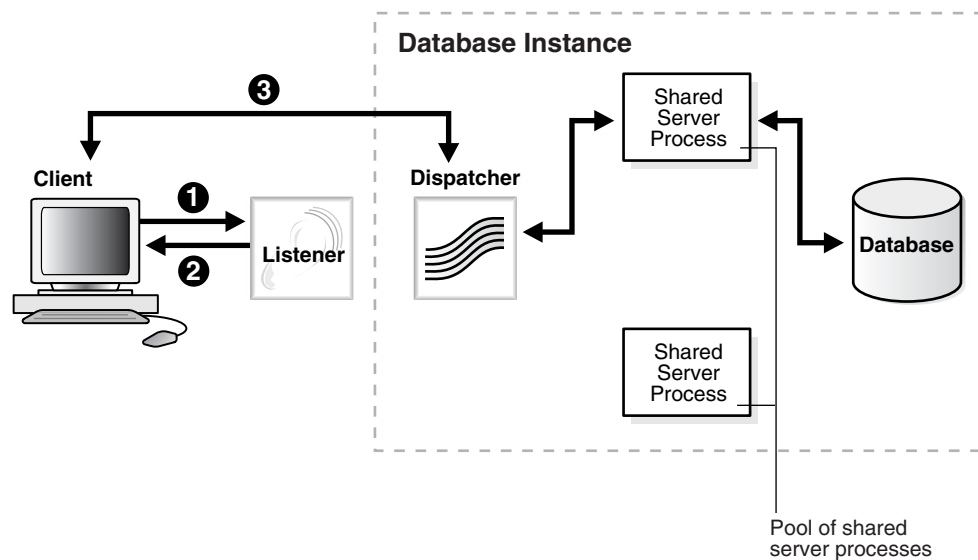 Database Instance
3
Shared
Server
Process
Client
Dispatcher
1
Listener
2
Database
Shared
Server
Process
Pool of shared
server processes